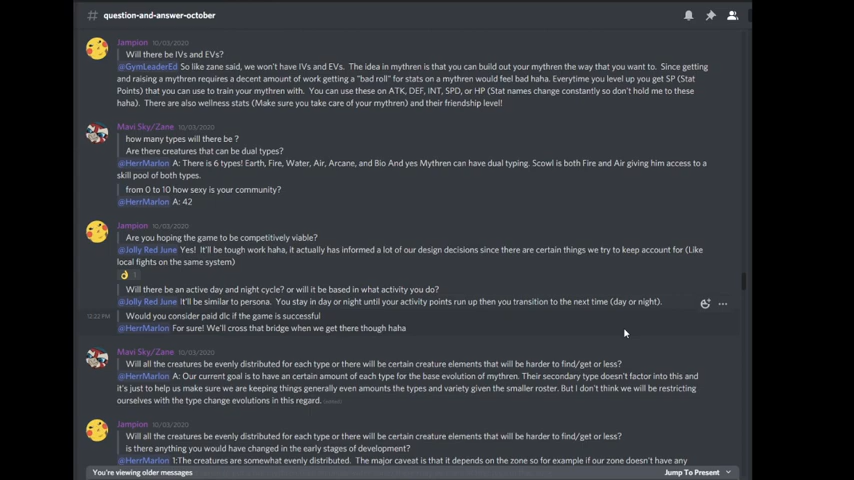 # question-and-answer-october
Jampion 10/03/2020
Will there be IVs and EVs?
@GymLeaderEd So like zane said, we won't have IVs and EVs. The idea in mythren is that you can build out your mythren the way that you want to. Since getting
and raising a mythren requires a decent amount of work getting a "bad roll" for stats on a mythren would feel bad haha. Everytime you level up you get SP (Stat
Points) that you can use to train your mythren with. You can use these on ATK, DEF, INT, SPD, or HP (Stat names change constantly so don't hold me to these
haha). There are also wellness stats (Make sure you take care of your mythren) and their friendship level!
Mavi Sky/Zane 10/03/2020
how many types will there be ?
Are there creatures that can be dual types?
@HerrMarlon A: There is 6 types! Earth, Fire, Water, Air, Arcane, and Bio And yes Mythren can have dual typing. Scowl is both Fire and Air giving him access to a
skill pool of both types.
from 0 to 10 how sexy is your community?
@HerrMarlon A: 42
Jampion 10/03/2020
Are you hoping the game to be competitively viable?
@Jolly Red June Yes! It'll be tough work haha, it actually has informed a lot of our design decisions since there are certain things we try to keep account for (Like
local fights on the same system)
👌 1
Will there be an active day and night cycle? or will it be based in what activity you do?
@Jolly Red June It'll be similar to persona. You stay in day or night until your activity points run up then you transition to the next time (day or night).
12:22 PM Would you consider paid dlc if the game is successful
@HerrMarlon For sure! We'll cross that bridge when we get there though haha
Mavi Sky/Zane 10/03/2020
Will all the creatures be evenly distributed for each type or there will be certain creature elements that will be harder to find/get or less?
@HerrMarlon A: Our current goal is to have an certain amount of each type for the base evolution of mythren. Their secondary type doesn't factor into this and
it's just to help us make sure we are keeping things generally even amounts the types and variety given the smaller roster. But I don't think we will be restricting
ourselves with the type change evolutions in this regard. (edited)
Jampion 10/03/2020
Will all the creatures be evenly distributed for each type or there will be certain creature elements that will be harder to find/get or less?
is there anything you would have changed in the early stages of development?
@HerrMarlon 1:The creatures are somewhat evenly distributed. The major caveat is that it depends on the zone so for example if our zone doesn't have any
You're viewing older messages Jump To Present